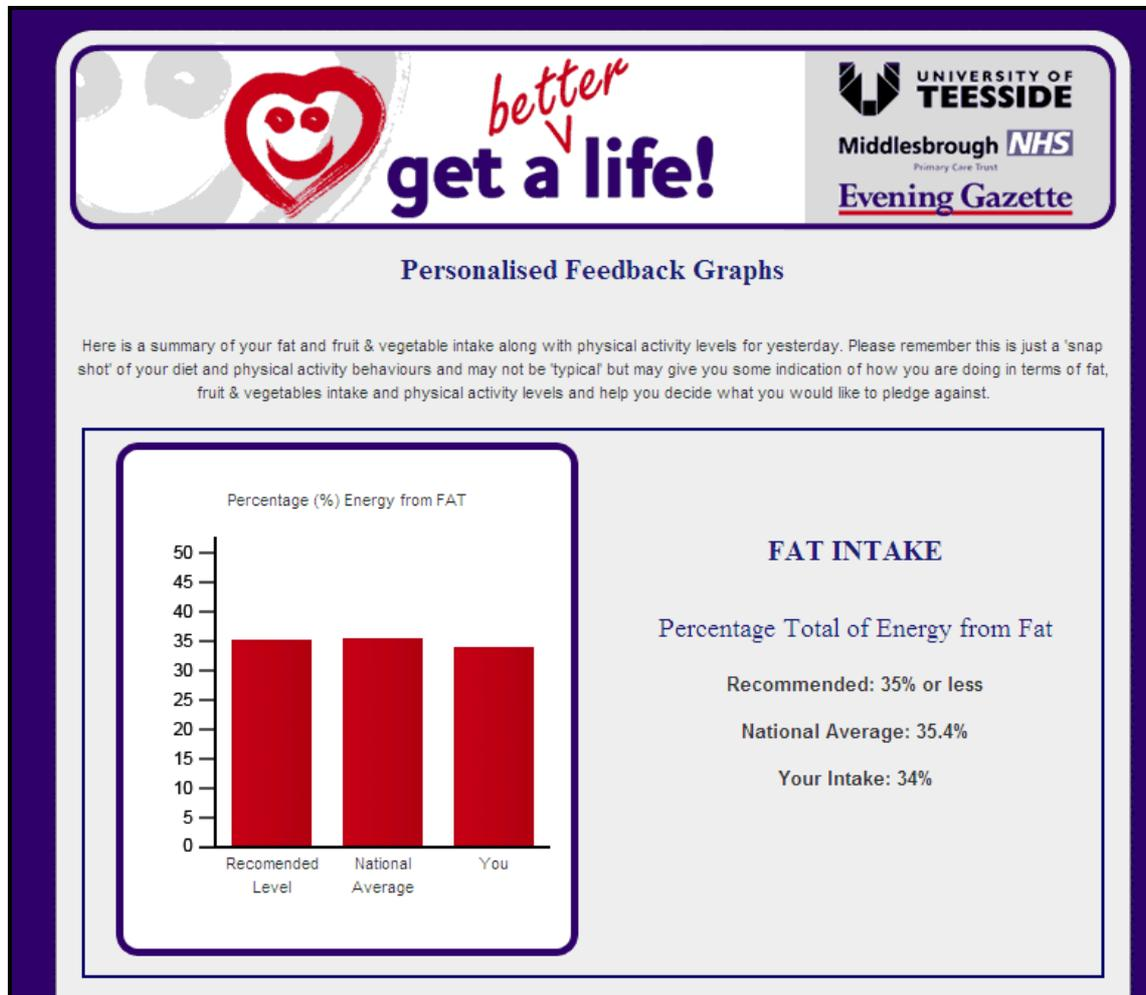 better
get a life!
UNIVERSITY OF
TEESSIDE
Middlesbrough NHS
Primary Care Trust
Evening Gazette
Personalised Feedback Graphs
Here is a summary of your fat and fruit & vegetable intake along with physical activity levels for yesterday. Please remember this is just a 'snap
shot' of your diet and physical activity behaviours and may not be 'typical' but may give you some indication of how you are doing in terms of fat,
fruit & vegetables intake and physical activity levels and help you decide what you would like to pledge against.
Percentage (%) Energy from FAT
50
45
40
35
30
25
20
15
10
5
0
Recomended
Level
National
Average
You
FAT INTAKE
Percentage Total of Energy from Fat
Recommended: 35% or less
National Average: 35.4%
Your Intake: 34%